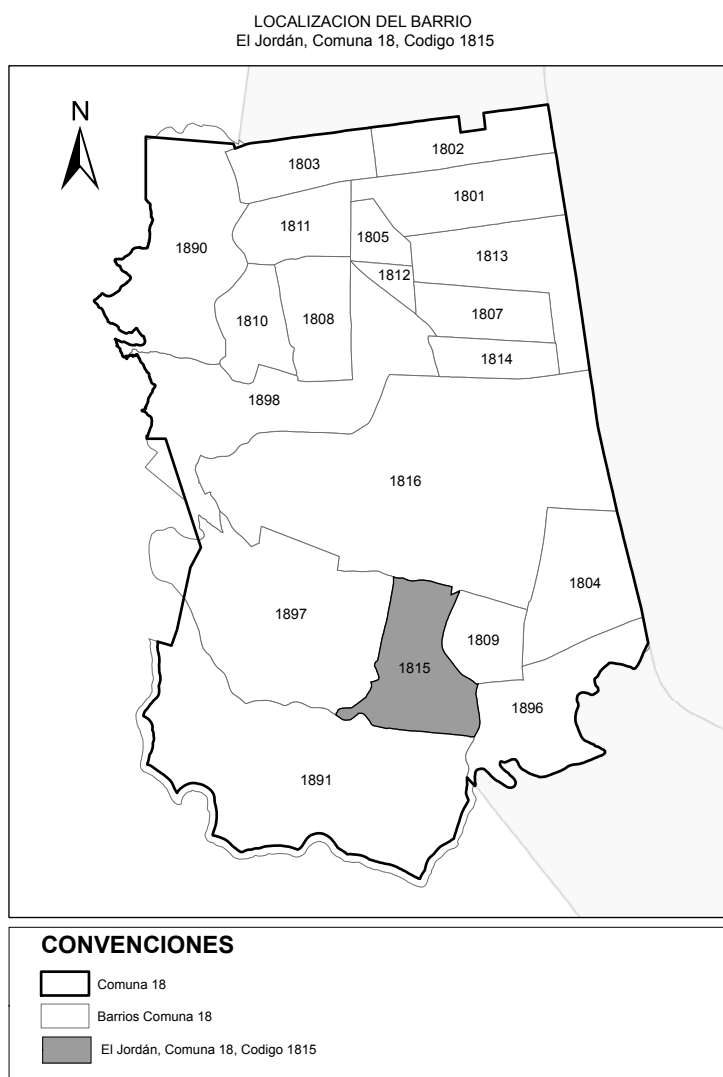 LOCALIZACION DEL BARRIO
El Jordán, Comuna 18, Codigo 1815
N
1802
1803
1801
1811
1805
1890
1813
1812
1807
1810
1808
1814
1898
1816
1804
1897
1809
1815
1896
1891
CONVENCIONES
Comuna 18
Barrios Comuna 18
El Jordán, Comuna 18, Codigo 1815